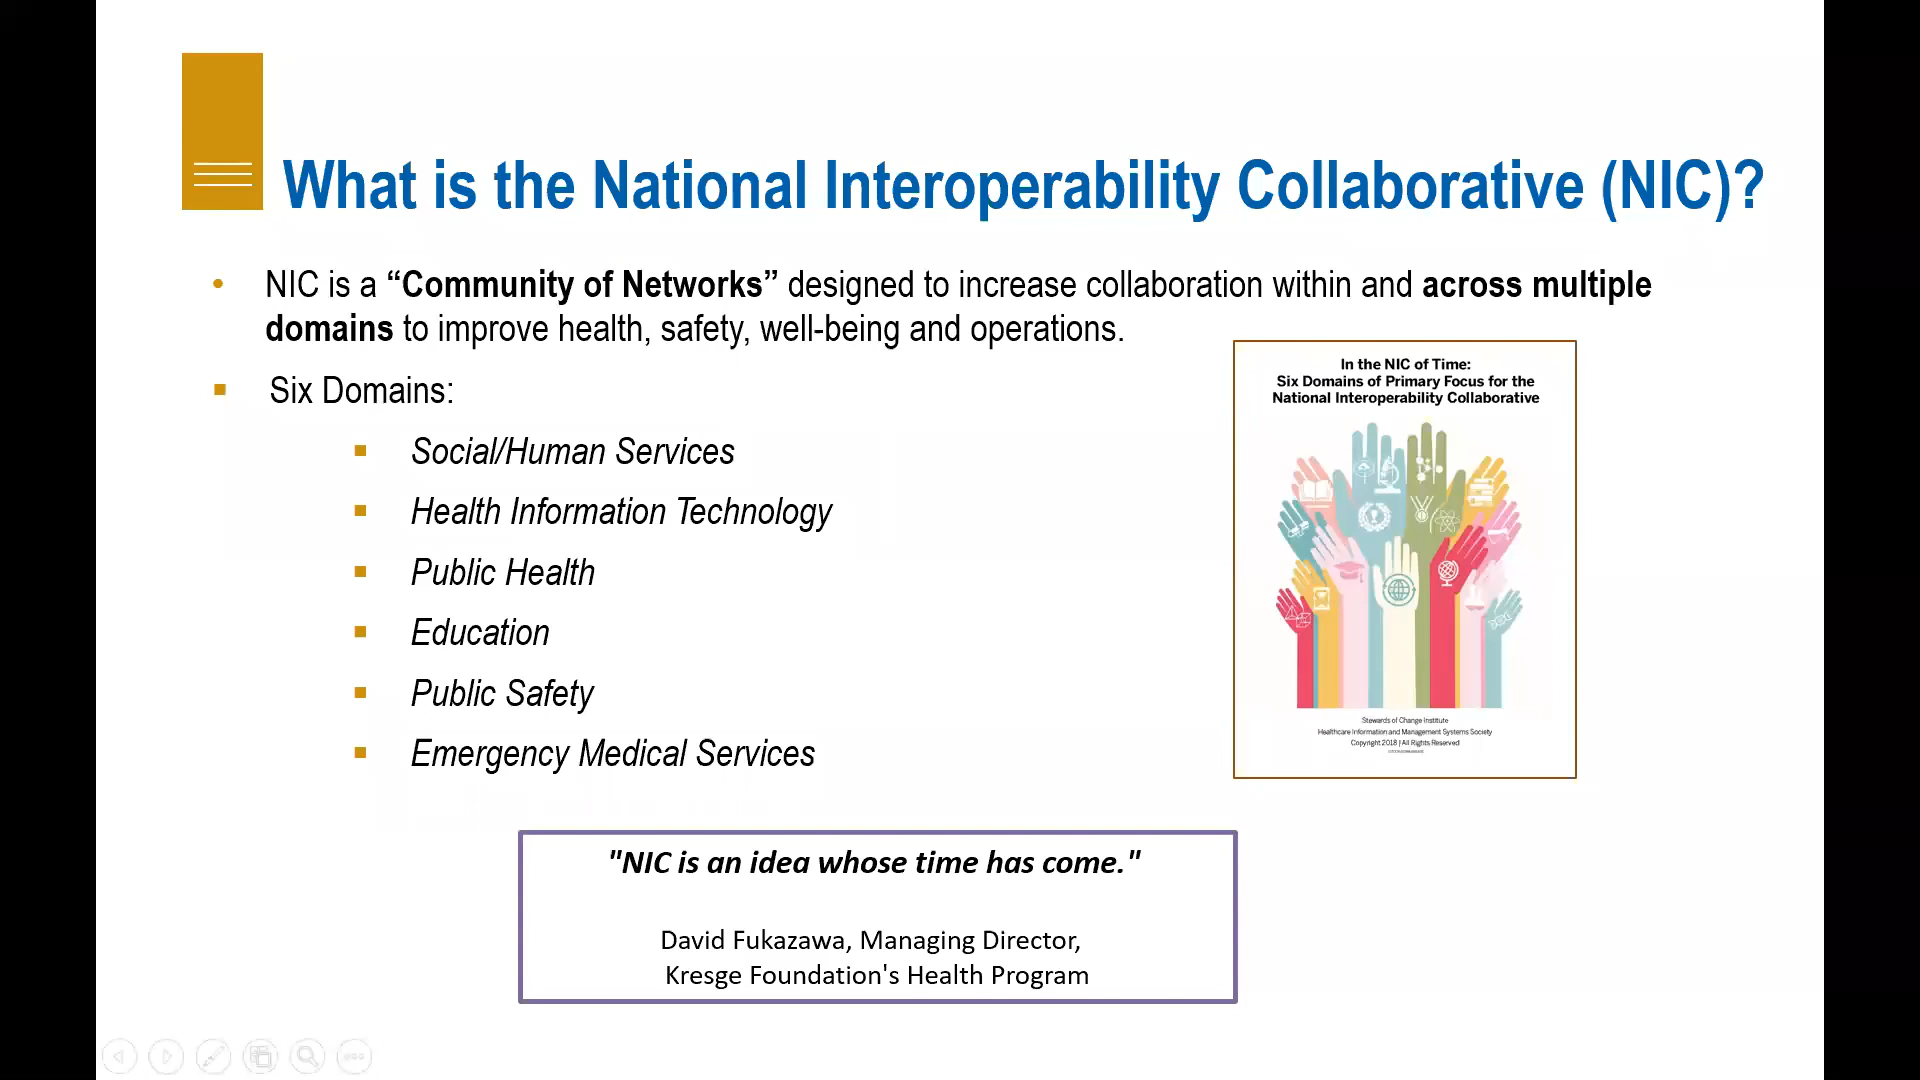 What is the National Interoperability Collaborative (NIC)?
• NIC is a “Community of Networks” designed to increase collaboration within and across multiple
domains to improve health, safety, well-being and operations.
▪ Six Domains:
▪ Social/Human Services
▪ Health Information Technology
▪ Public Health
▪ Education
▪ Public Safety
▪ Emergency Medical Services
In the NIC of Time:
Six Domains of Primary Focus for the
National Interoperability Collaborative
Stewards of Change Institute
Healthcare Information and Management Systems Society
Copyright 2018 | All Rights Reserved
"NIC is an idea whose time has come."
David Fukazawa, Managing Director,
Kresge Foundation's Health Program